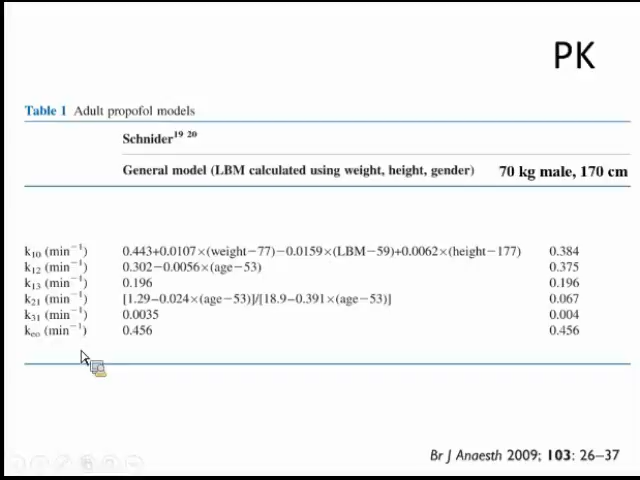 PK
Table 1 Adult propofol models
Schnider19 20
General model (LBM calculated using weight, height, gender) 70 kg male, 170 cm
k10 (min−1) 0.443+0.0107×(weight−77)−0.0159×(LBM−59)+0.0062×(height−177) 0.384
k12 (min−1) 0.302−0.0056×(age−53) 0.375
k13 (min−1) 0.196 0.196
k21 (min−1) [1.29−0.024×(age−53)]/[18.9−0.391×(age−53)] 0.067
k31 (min−1) 0.0035 0.004
keo (min−1) 0.456 0.456
Br J Anaesth 2009; 103: 26–37